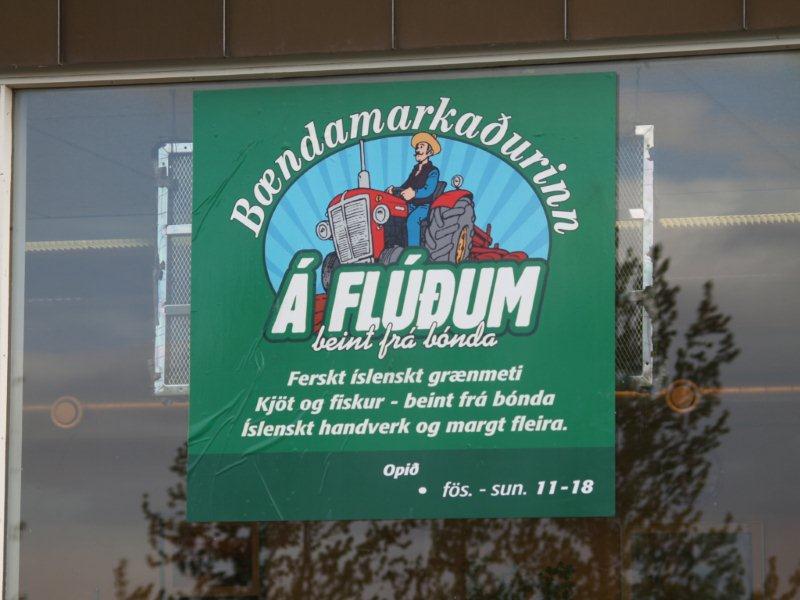 Bændamarkaðurinn
Á FLÚÐUM
beint frá bónda
Ferskt íslenskt grænmeti
Kjöt og fiskur - beint frá bónda
Íslenskt handverk og margt fleira.
Opið
• fös. - sun. 11-18